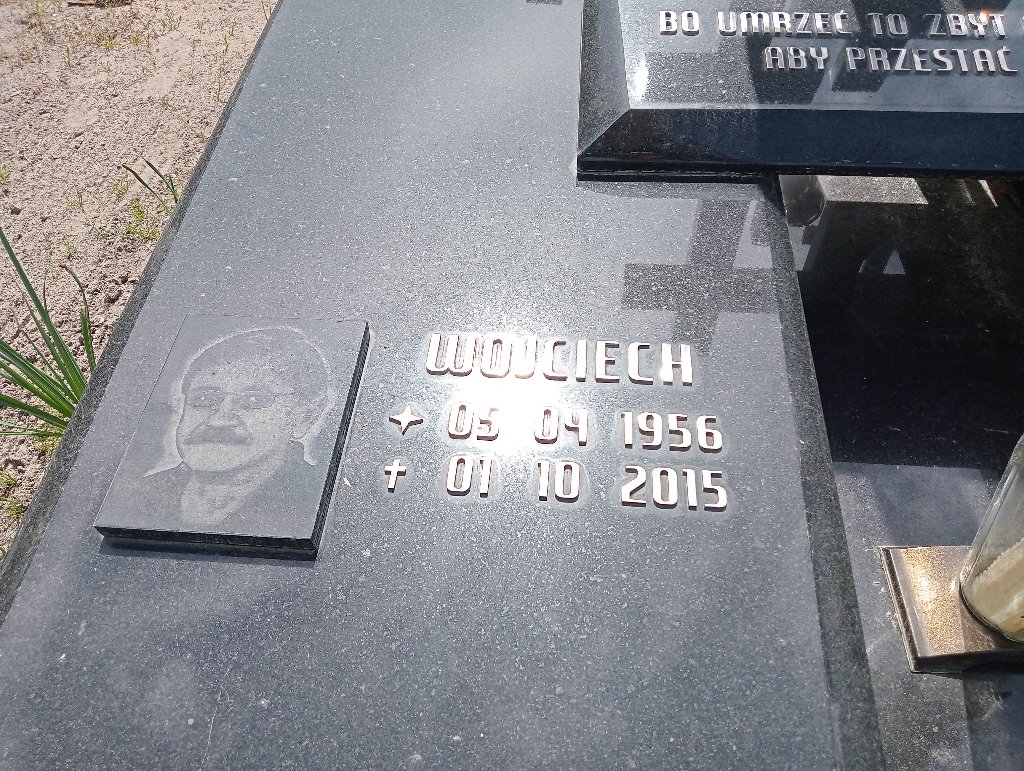 BO UMRZEĆ TO ZBYT
ABY PRZESTAĆ
WOJCIECH
05 04 1956
01 10 2015